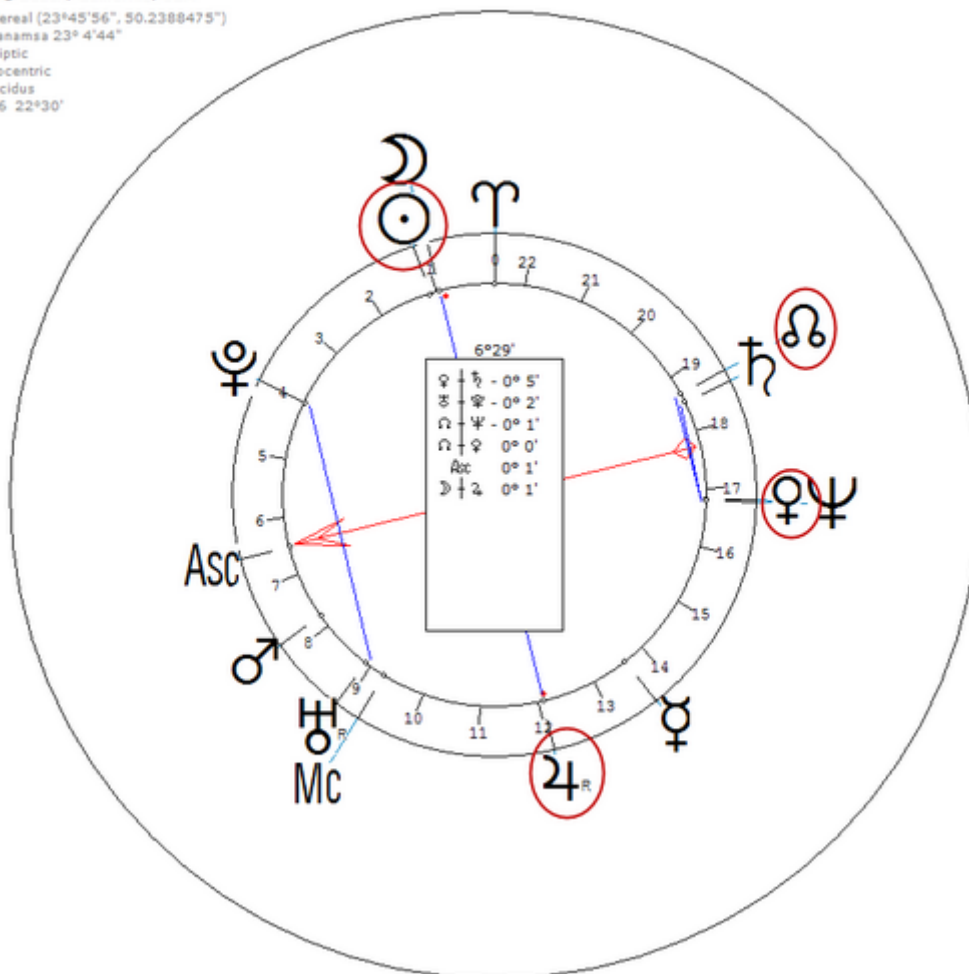 ereal (23°45'56", 50.2388475")
anamsa 23° 4'44"
iptic
centric
cidus
6 22°30'
☽
☉ ♈
0
1 22
2 21
3 20
☊
♄
19
♇
4
6°29'
♀ ♄ - 0° 5'
- 0° 2'
☊ ♆ - 0° 1'
☊ ♀ 0° 0'
Asc 0° 1'
☽ ♃ 0° 1'
18
5
17 ♀ ♆
6
16
Asc
7
15
♂ 8
14
9 13 ☿
♅ R 10 11 12
Mc
♃ R